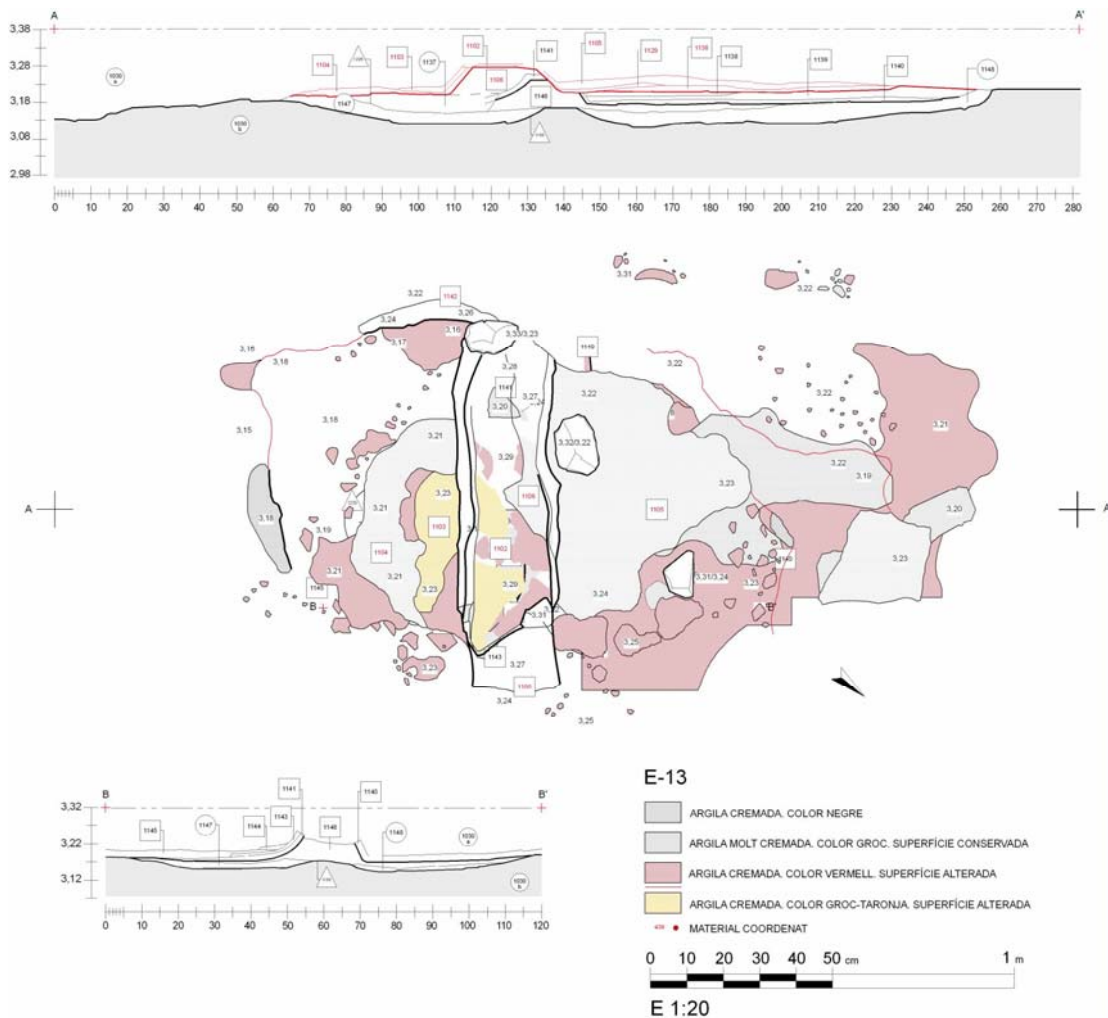 A A'
3,38
3,28
3,18
3,08
2,98
1104 1103 1137 1102 1141 1105 1129 1138 1139 1140 1148
1147 1146
0 10 20 30 40 50 60 70 80 90 100 110 120 130 140 150 160 170 180 190 200 210 220 230 240 250 260 270 280
3,31 3,22
3,22 1142
3,24 3,26
3,16 3,53/3,23
3,17
3,16 3,18 3,28 1119 3,22
1141 3,22 3,27
3,20
3,15 3,18 3,21 3,22 3,21
3,32/3,22
3,29 3,22
3,23 3,23 3,19
3,18 3,21 1106 3,20
A A
3,19 1103 1105
1104 1102 3,23
3,21 3,21 3,29 3,31/3,24 3,23
3,23 3,24
B B'
3,31 3,25
1143 3,27
3,23
3,24
3,25
B B'
3,32
3,22
3,12
1141 1140
1145 1147 1144 1143 1146 1148
0 10 20 30 40 50 60 70 80 90 100 110 120
E-13
ARGILA CREMADA. COLOR NEGRE
ARGILA MOLT CREMADA. COLOR GROC. SUPERFÍCIE CONSERVADA
ARGILA CREMADA. COLOR VERMELL. SUPERFÍCIE ALTERADA
ARGILA CREMADA. COLOR GROC-TARONJA. SUPERFÍCIE ALTERADA
MATERIAL COORDENAT
0 10 20 30 40 50 cm 1 m
E 1:20